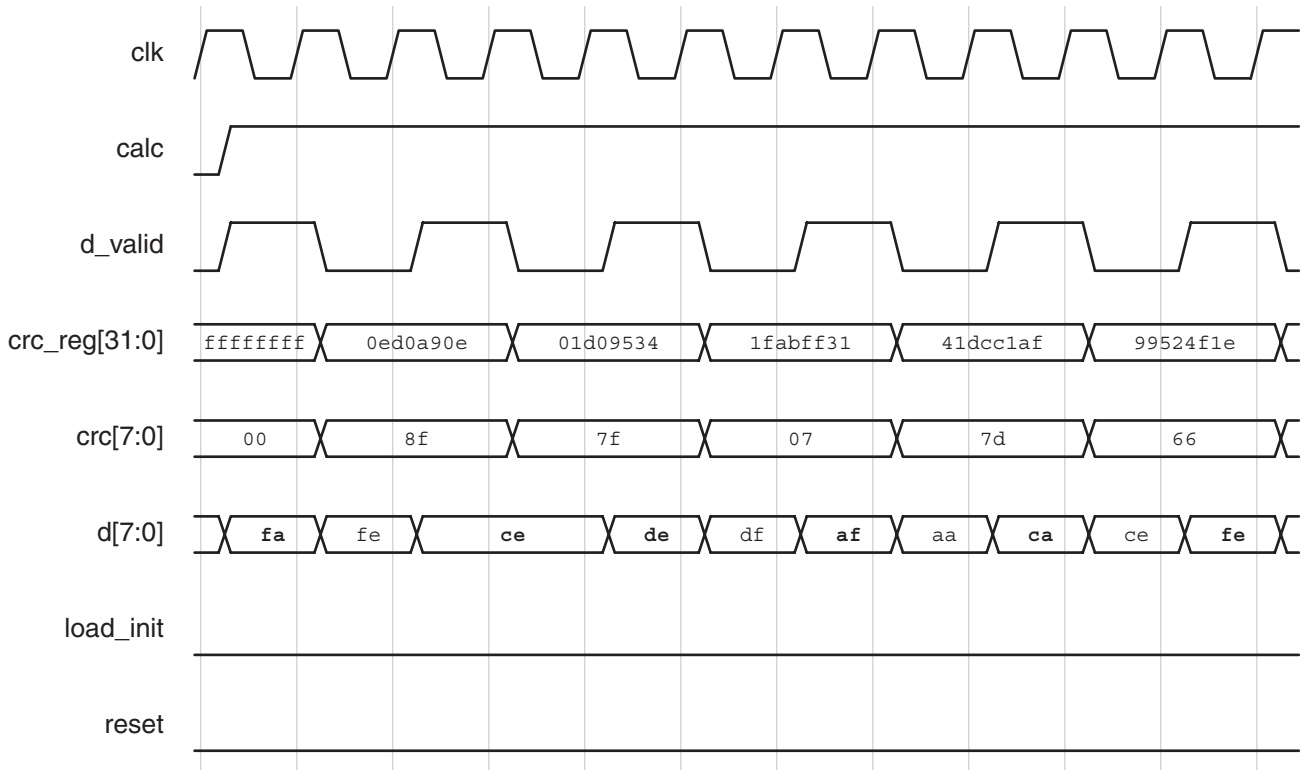 clk
calc
d_valid
crc_reg[31:0] ffffffff 0ed0a90e 01d09534 1fabff31 41dcc1af 99524f1e
crc[7:0] 00 8f 7f 07 7d 66
d[7:0] fa fe ce de df af aa ca ce fe
load_init
reset